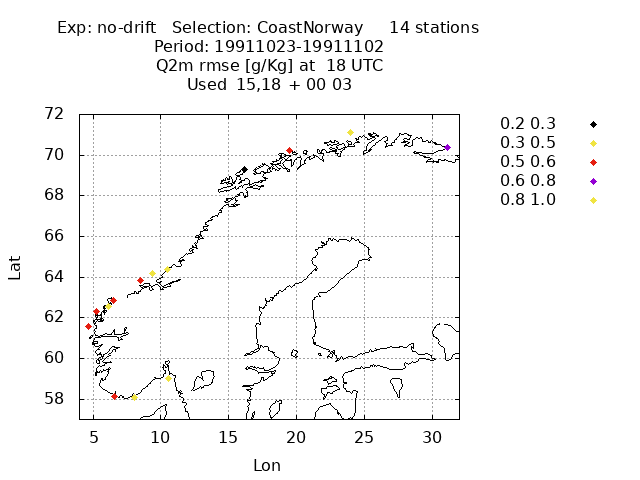 Exp: no-drift   Selection: CoastNorway     14 stations
Period: 19911023-19911102
Q2m rmse [g/Kg] at  18 UTC
Used  15,18  + 00 03
0.2 0.3
0.3 0.5
0.5 0.6
0.6 0.8
0.8 1.0
72
70
68
66
64
62
60
58
Lat
5 10 15 20 25 30
Lon